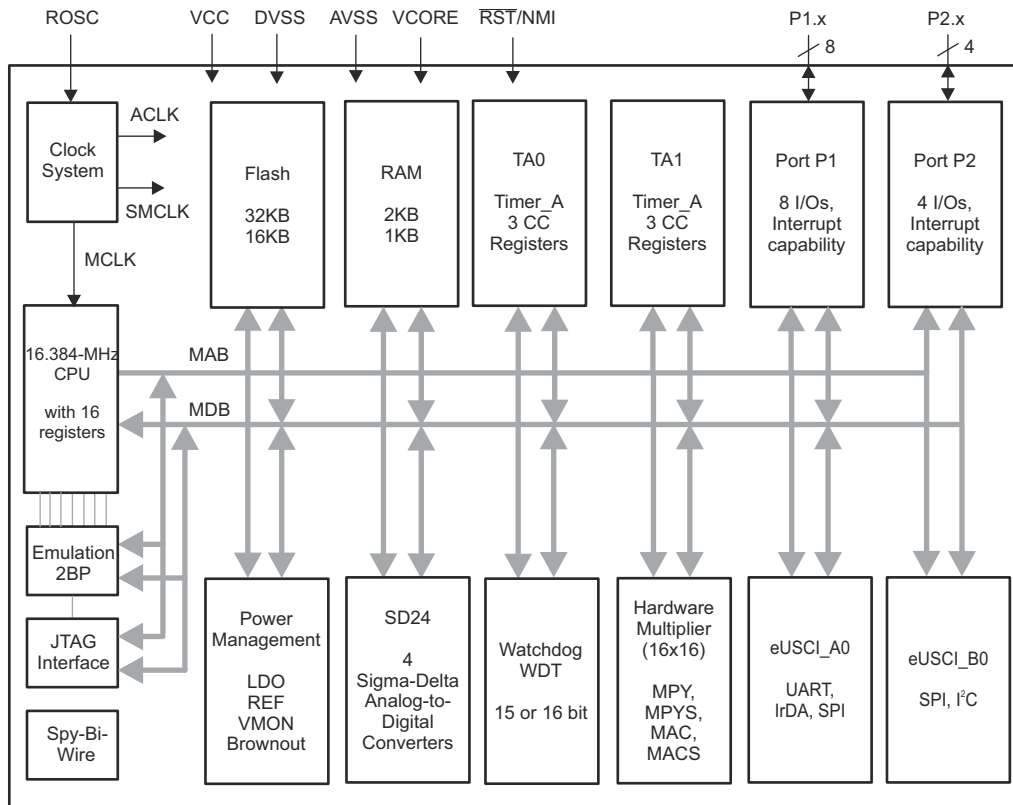 ROSC
VCC
DVSS
AVSS
VCORE
RST/NMI
P1.x
P2.x
8
4
Clock
System
ACLK
SMCLK
MCLK
Flash
32KB
16KB
RAM
2KB
1KB
TA0
Timer_A
3 CC
Registers
TA1
Timer_A
3 CC
Registers
Port P1
8 I/Os,
Interrupt
capability
Port P2
4 I/Os,
Interrupt
capability
16.384-MHz
CPU
with 16
registers
MAB
MDB
Emulation
2BP
JTAG
Interface
Spy-Bi-
Wire
Power
Management
LDO
REF
VMON
Brownout
SD24
4
Sigma-Delta
Analog-to-
Digital
Converters
Watchdog
WDT
15 or 16 bit
Hardware
Multiplier
(16x16)
MPY,
MPYS,
MAC,
MACS
eUSCI_A0
UART,
IrDA, SPI
eUSCI_B0
SPI, I²C